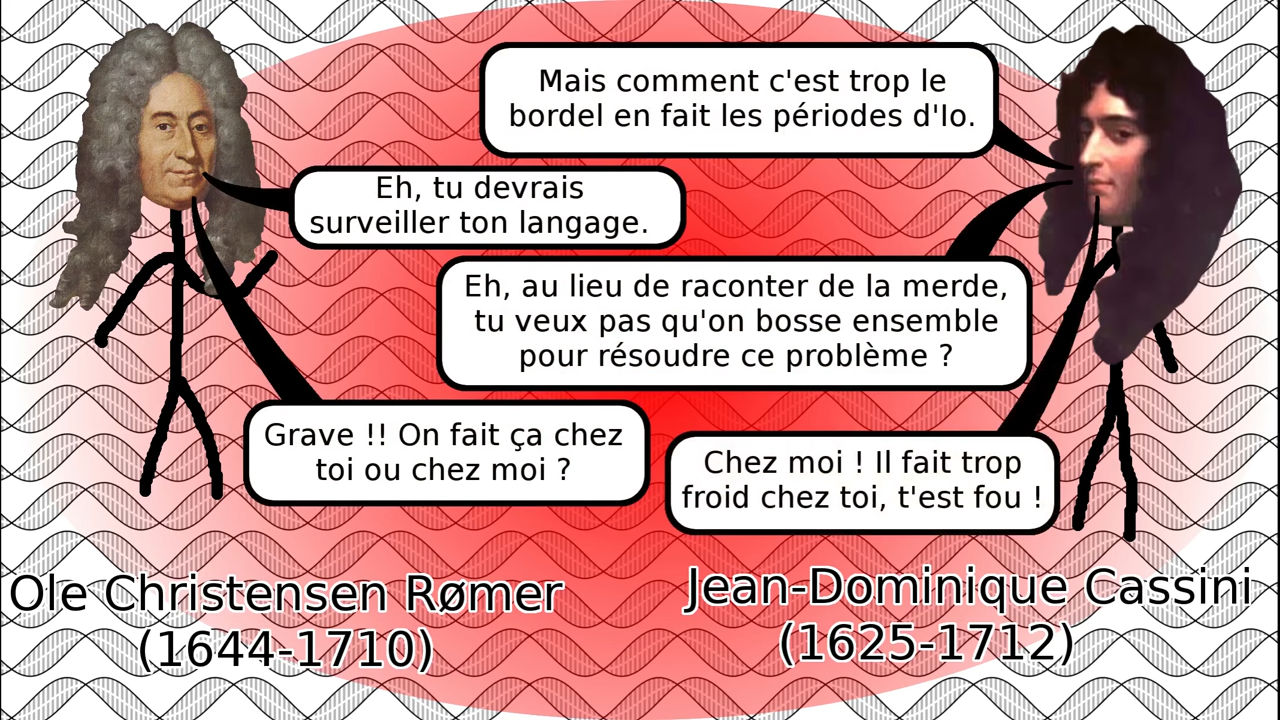 Mais comment c'est trop le
bordel en fait les périodes d'Io.
Eh, tu devrais
surveiller ton langage.
Eh, au lieu de raconter de la merde,
tu veux pas qu'on bosse ensemble
pour résoudre ce problème ?
Grave !! On fait ça chez
toi ou chez moi ?
Chez moi ! Il fait trop
froid chez toi, t'est fou !
Ole Christensen Rømer
(1644-1710)
Jean-Dominique Cassini
(1625-1712)